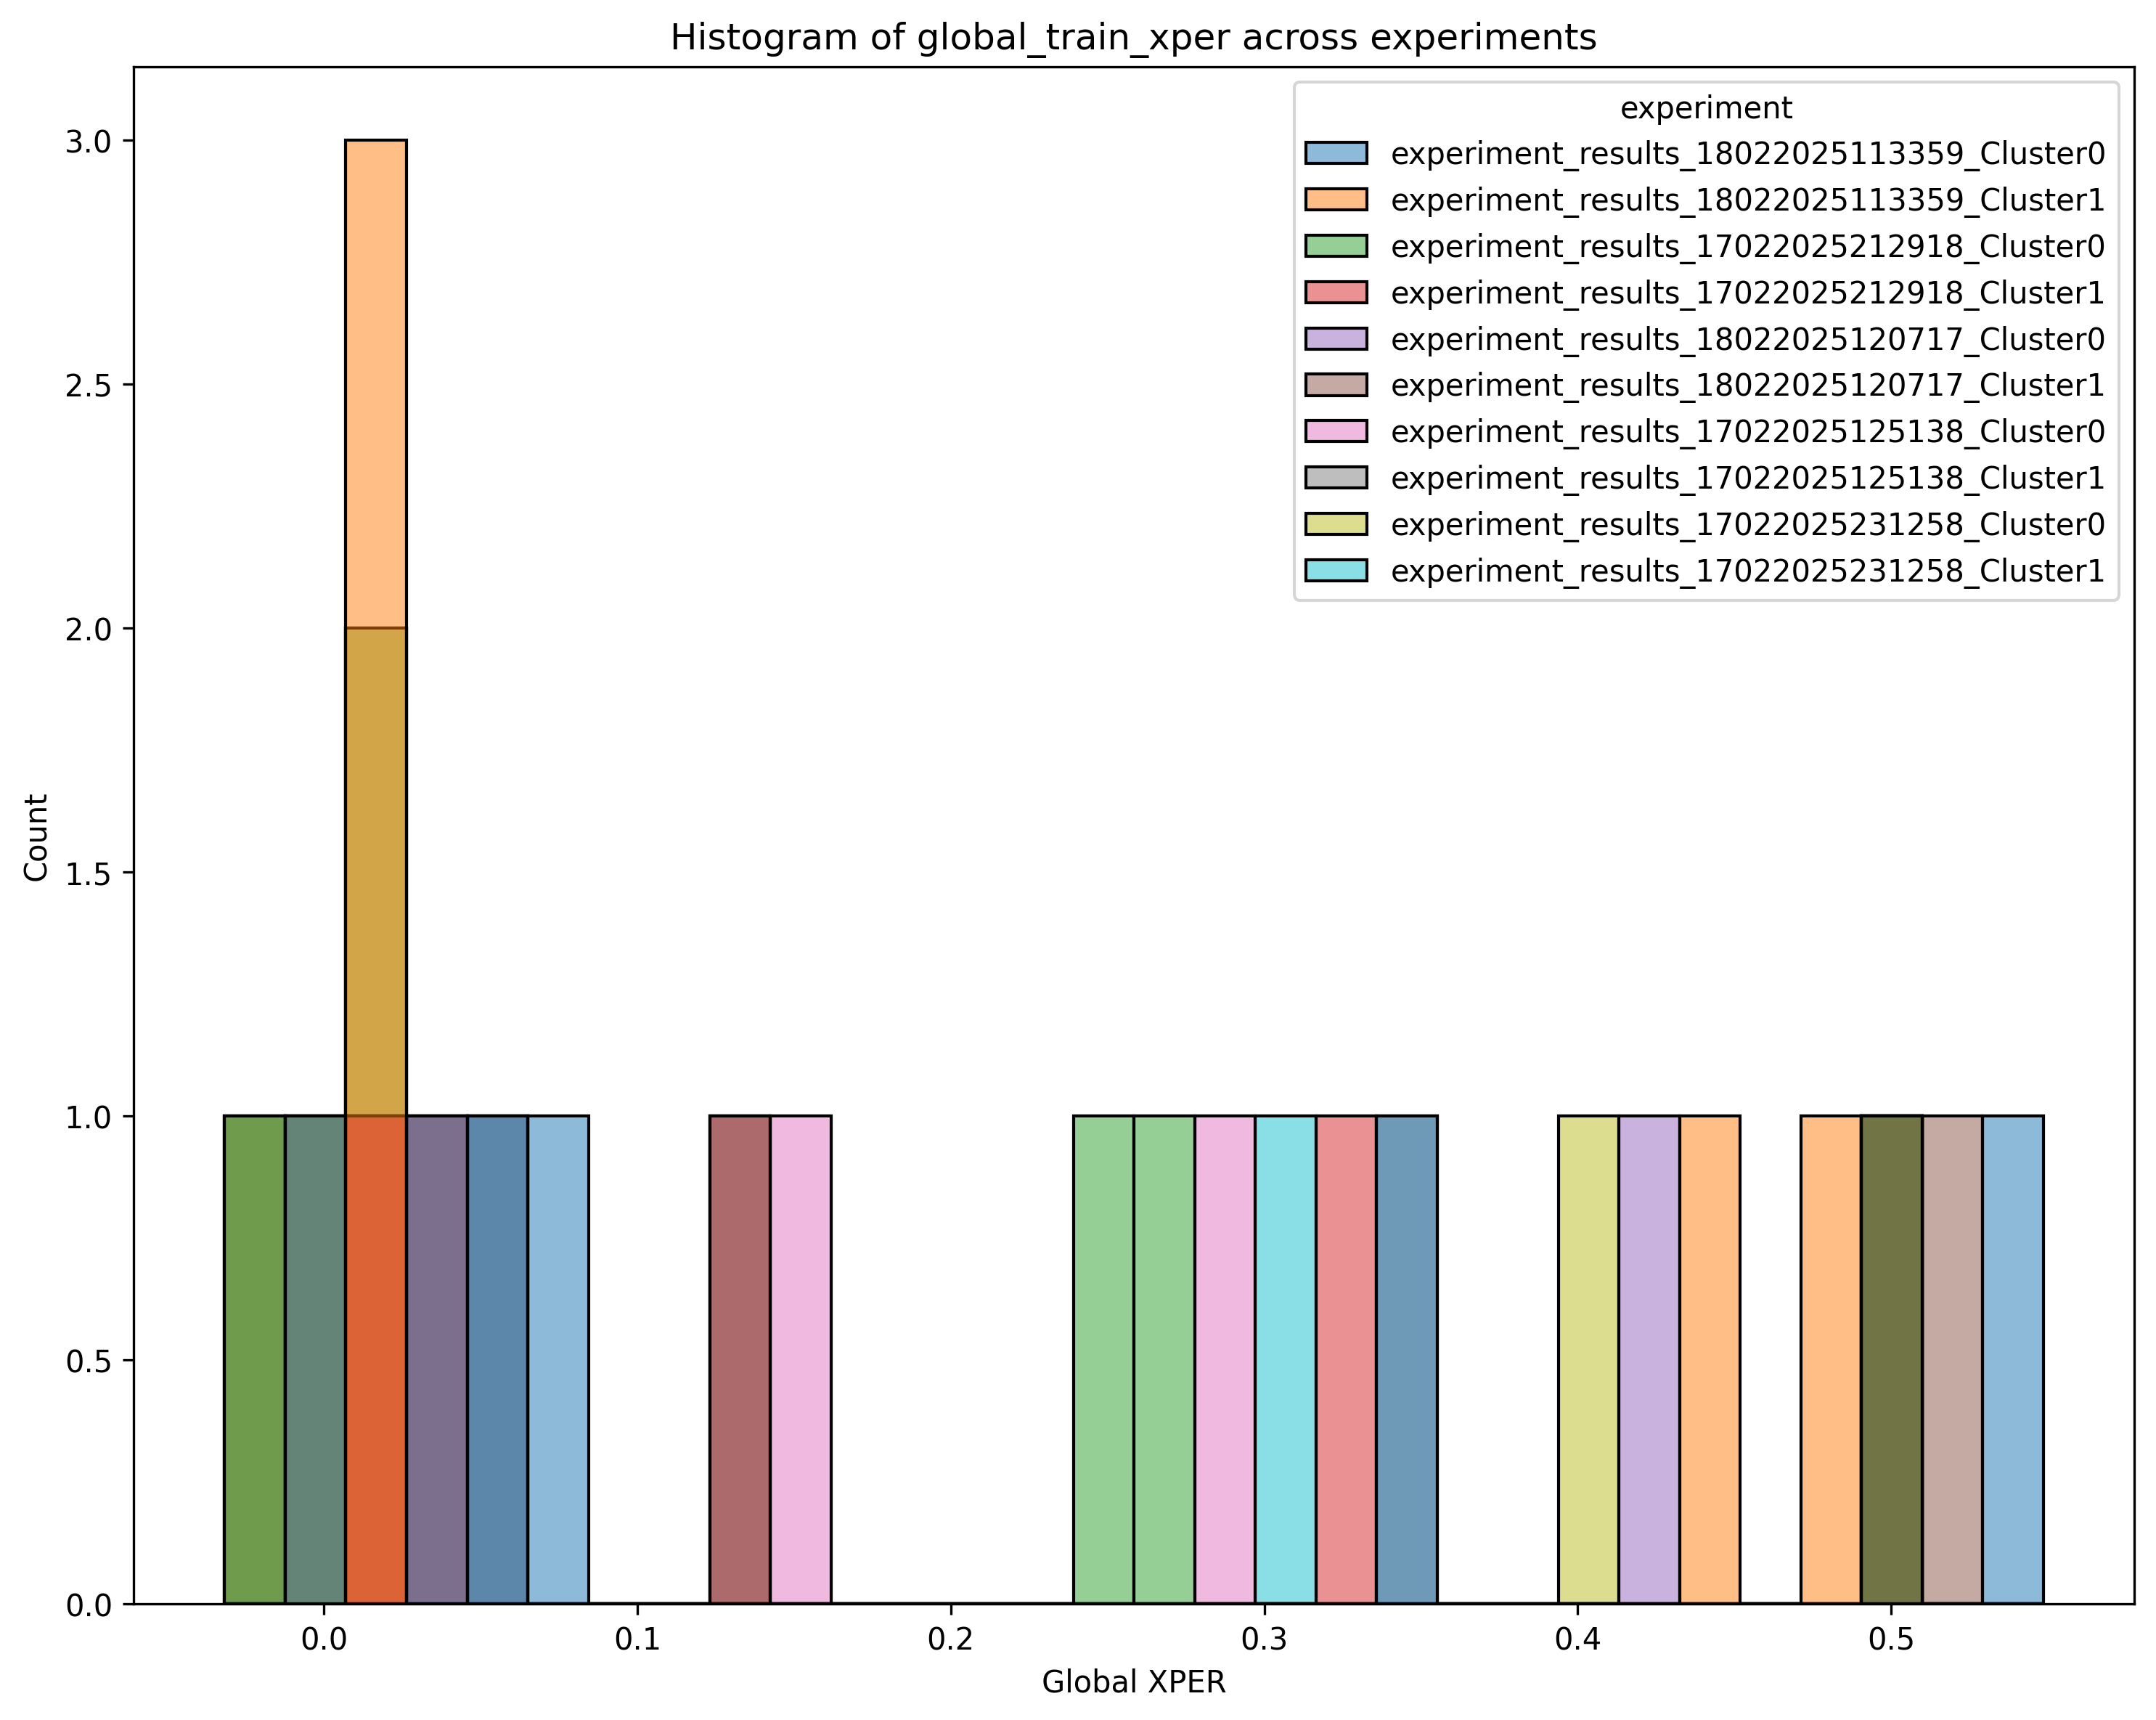 Histogram of global_train_xper across experiments
experiment
experiment_results_18022025113359_Cluster0
experiment_results_18022025113359_Cluster1
experiment_results_17022025212918_Cluster0
experiment_results_17022025212918_Cluster1
experiment_results_18022025120717_Cluster0
experiment_results_18022025120717_Cluster1
experiment_results_17022025125138_Cluster0
experiment_results_17022025125138_Cluster1
experiment_results_17022025231258_Cluster0
experiment_results_17022025231258_Cluster1
3.0
2.5
2.0
1.5
1.0
0.5
0.0
Count
0.0 0.1 0.2 0.3 0.4 0.5
Global XPER